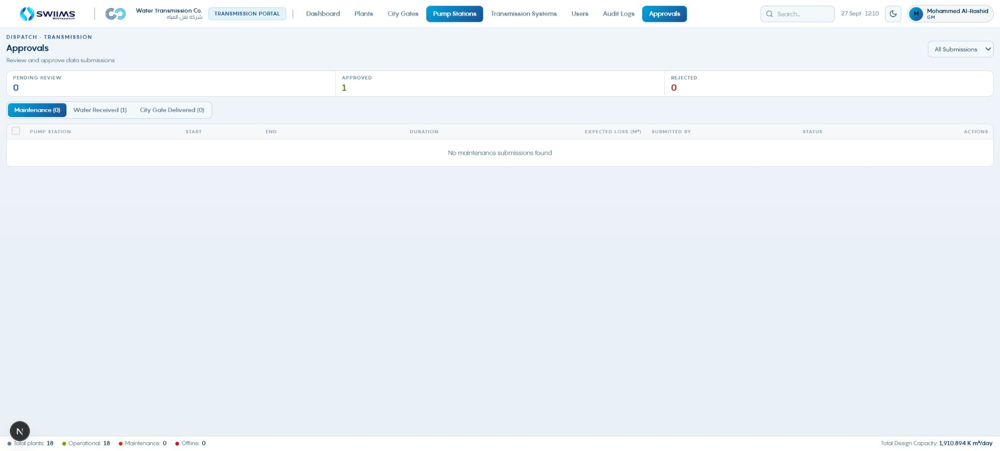 SWIIMS
WIDispatch
Water Transmission Co.
شركة نقل المياه
TRANSMISSION PORTAL
Dashboard
Plants
City Gates
Pump Stations
Transmission Systems
Users
Audit Logs
Approvals
Search...
27 Sept · 12:10
M
Mohammed Al-Rashid
GM
DISPATCH · TRANSMISSION
Approvals
Review and approve data submissions
All Submissions
PENDING REVIEW
0
APPROVED
1
REJECTED
0
Maintenance (0)
Water Received (1)
City Gate Delivered (0)
PUMP STATION
START
END
DURATION
EXPECTED LOSS (M³)
SUBMITTED BY
STATUS
ACTIONS
No maintenance submissions found
N
Total plants: 18
Operational: 18
Maintenance: 0
Offline: 0
Total Design Capacity: 1,910.894 K m³/day